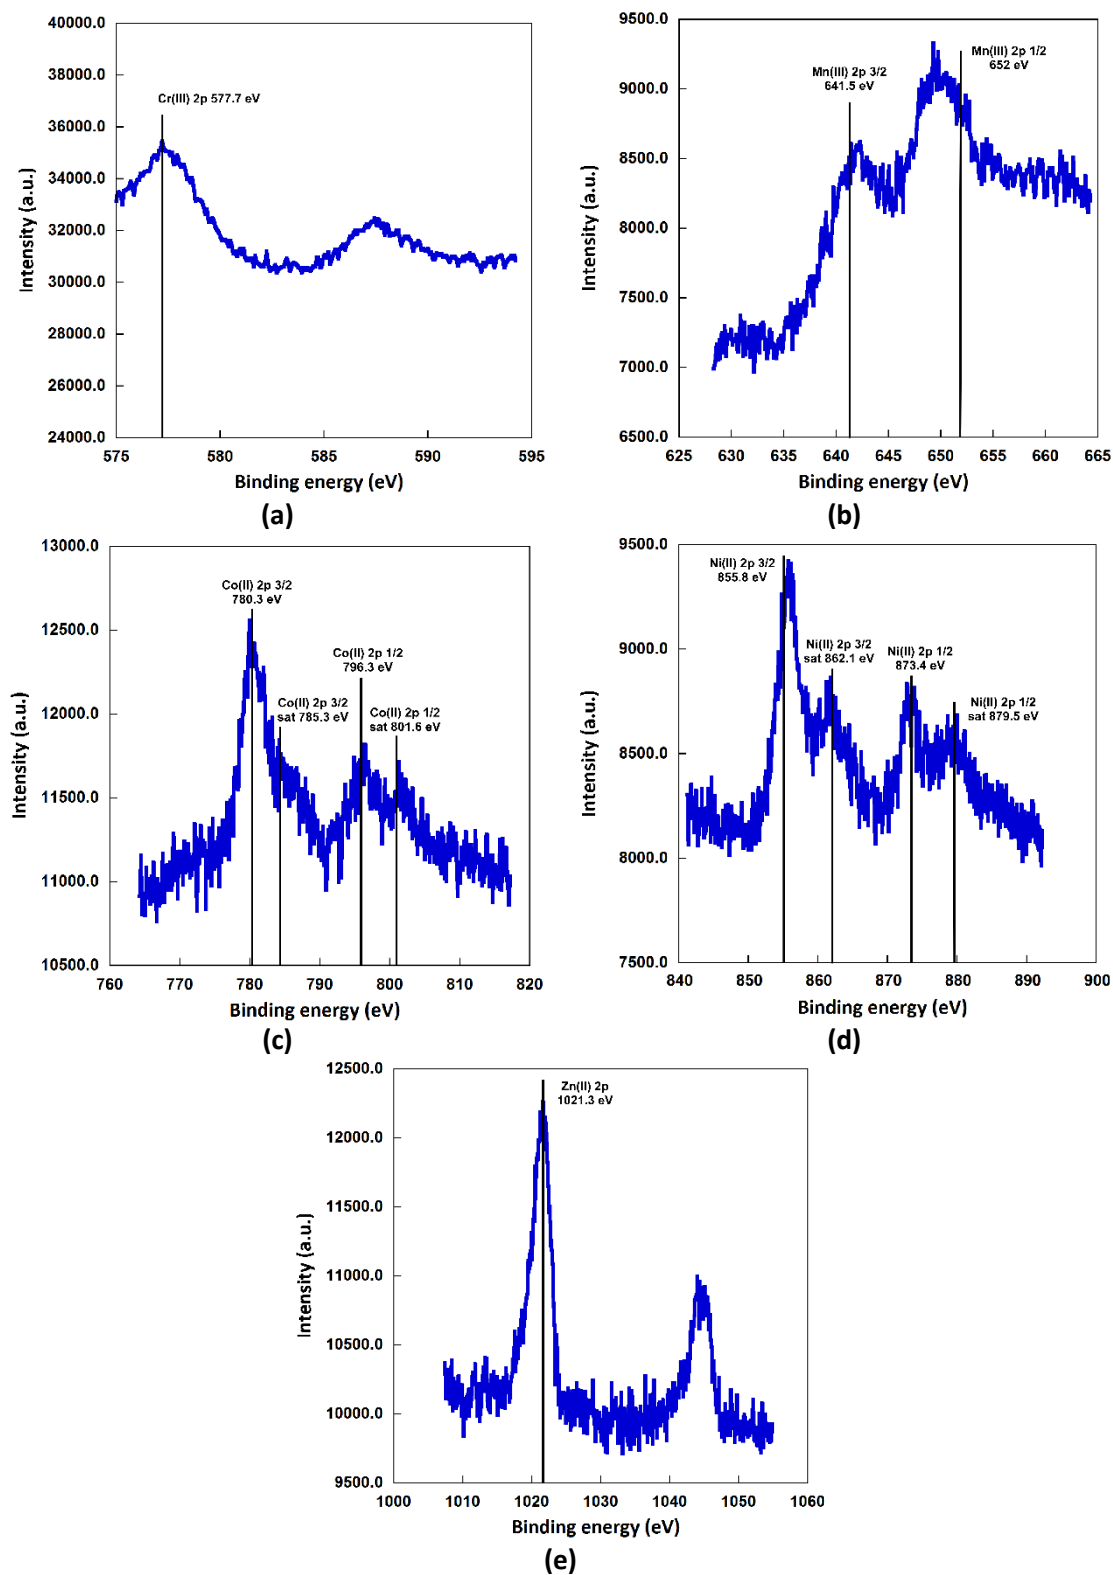 40000.0
38000.0
36000.0
34000.0
32000.0
30000.0
28000.0
26000.0
24000.0
Intensity (a.u.)
Cr(III) 2p 577.7 eV
575 580 585 590 595
Binding energy (eV)
(a)
9500.0
9000.0
8500.0
8000.0
7500.0
7000.0
6500.0
Intensity (a.u.)
Mn(III) 2p 3/2
641.5 eV
Mn(III) 2p 1/2
652 eV
625 630 635 640 645 650 655 660 665
Binding energy (eV)
(b)
13000.0
12500.0
12000.0
11500.0
11000.0
10500.0
Intensity (a.u.)
Co(II) 2p 3/2
780.3 eV
Co(II) 2p 3/2
sat 785.3 eV
Co(II) 2p 1/2
796.3 eV
Co(II) 2p 1/2
sat 801.6 eV
760 770 780 790 800 810 820
Binding energy (eV)
(c)
9500.0
9000.0
8500.0
8000.0
7500.0
Intensity (a.u.)
Ni(II) 2p 3/2
855.8 eV
Ni(II) 2p 3/2
sat 862.1 eV
Ni(II) 2p 1/2
873.4 eV
Ni(II) 2p 1/2
sat 879.5 eV
840 850 860 870 880 890 900
Binding energy (eV)
(d)
12500.0
12000.0
11500.0
11000.0
10500.0
10000.0
9500.0
Intensity (a.u.)
Zn(II) 2p
1021.3 eV
1000 1010 1020 1030 1040 1050 1060
Binding energy (eV)
(e)